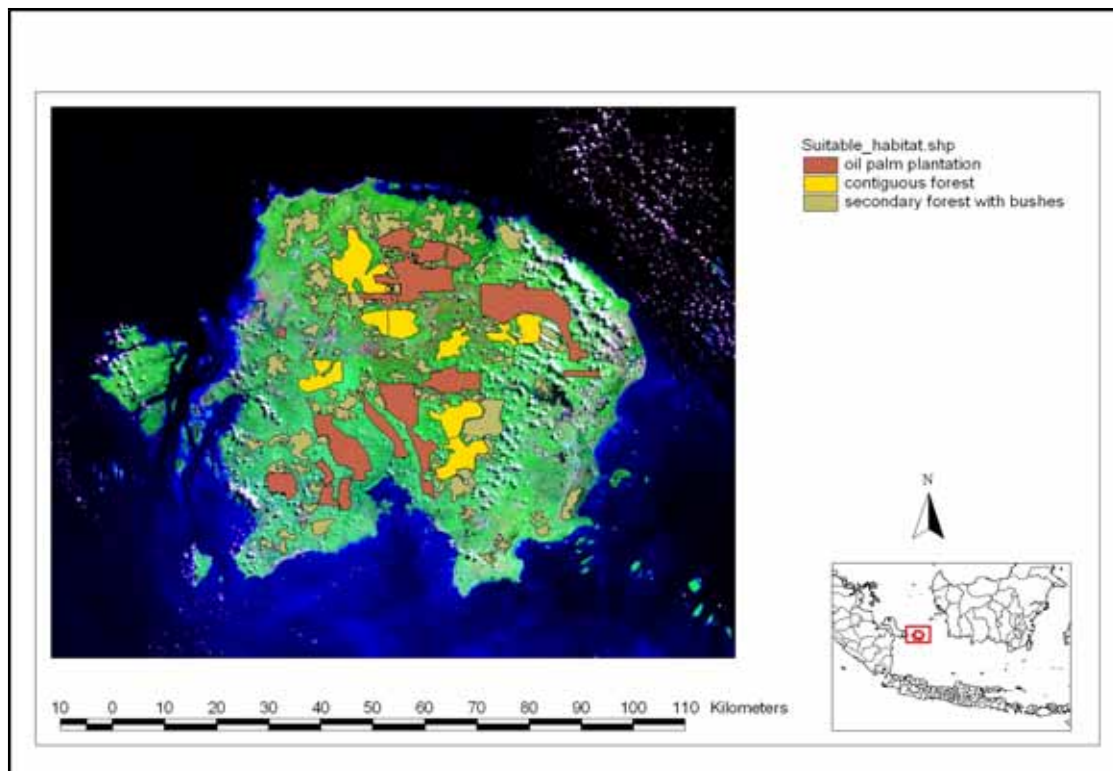 Suitable_habitat.shp
oil palm plantation
contiguous forest
secondary forest with bushes
N
10 0 10 20 30 40 50 60 70 80 90 100 110 Kilometers